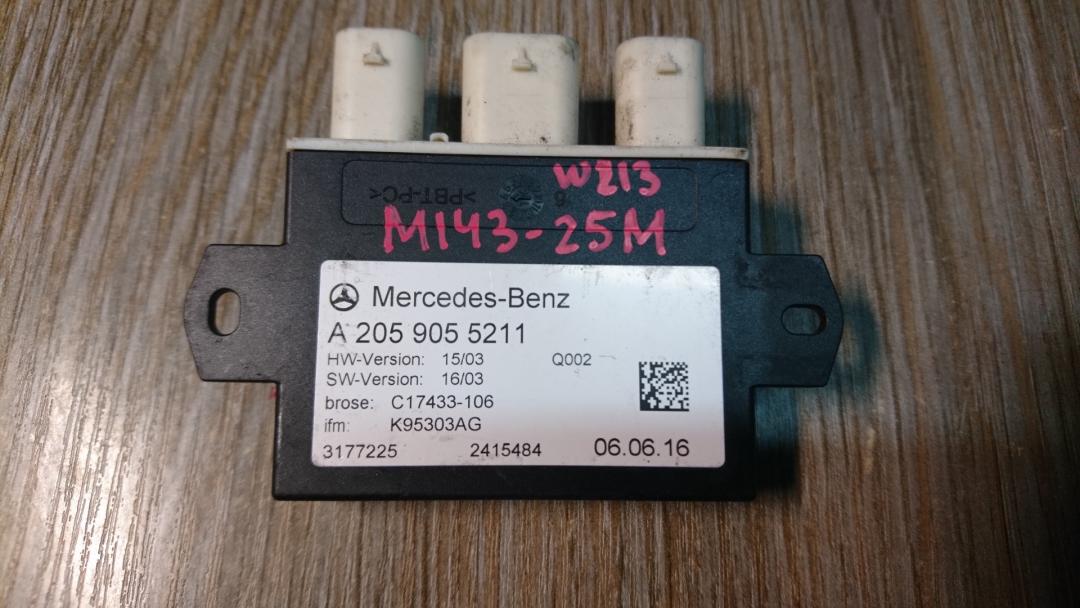 W213
>PBT-PC<
6
M143-25M
Mercedes-Benz
A 205 905 5211
HW-Version: 15/03 Q002
SW-Version: 16/03
brose: C17433-106
ifm: K95303AG
3177225 2415484 06.06.16